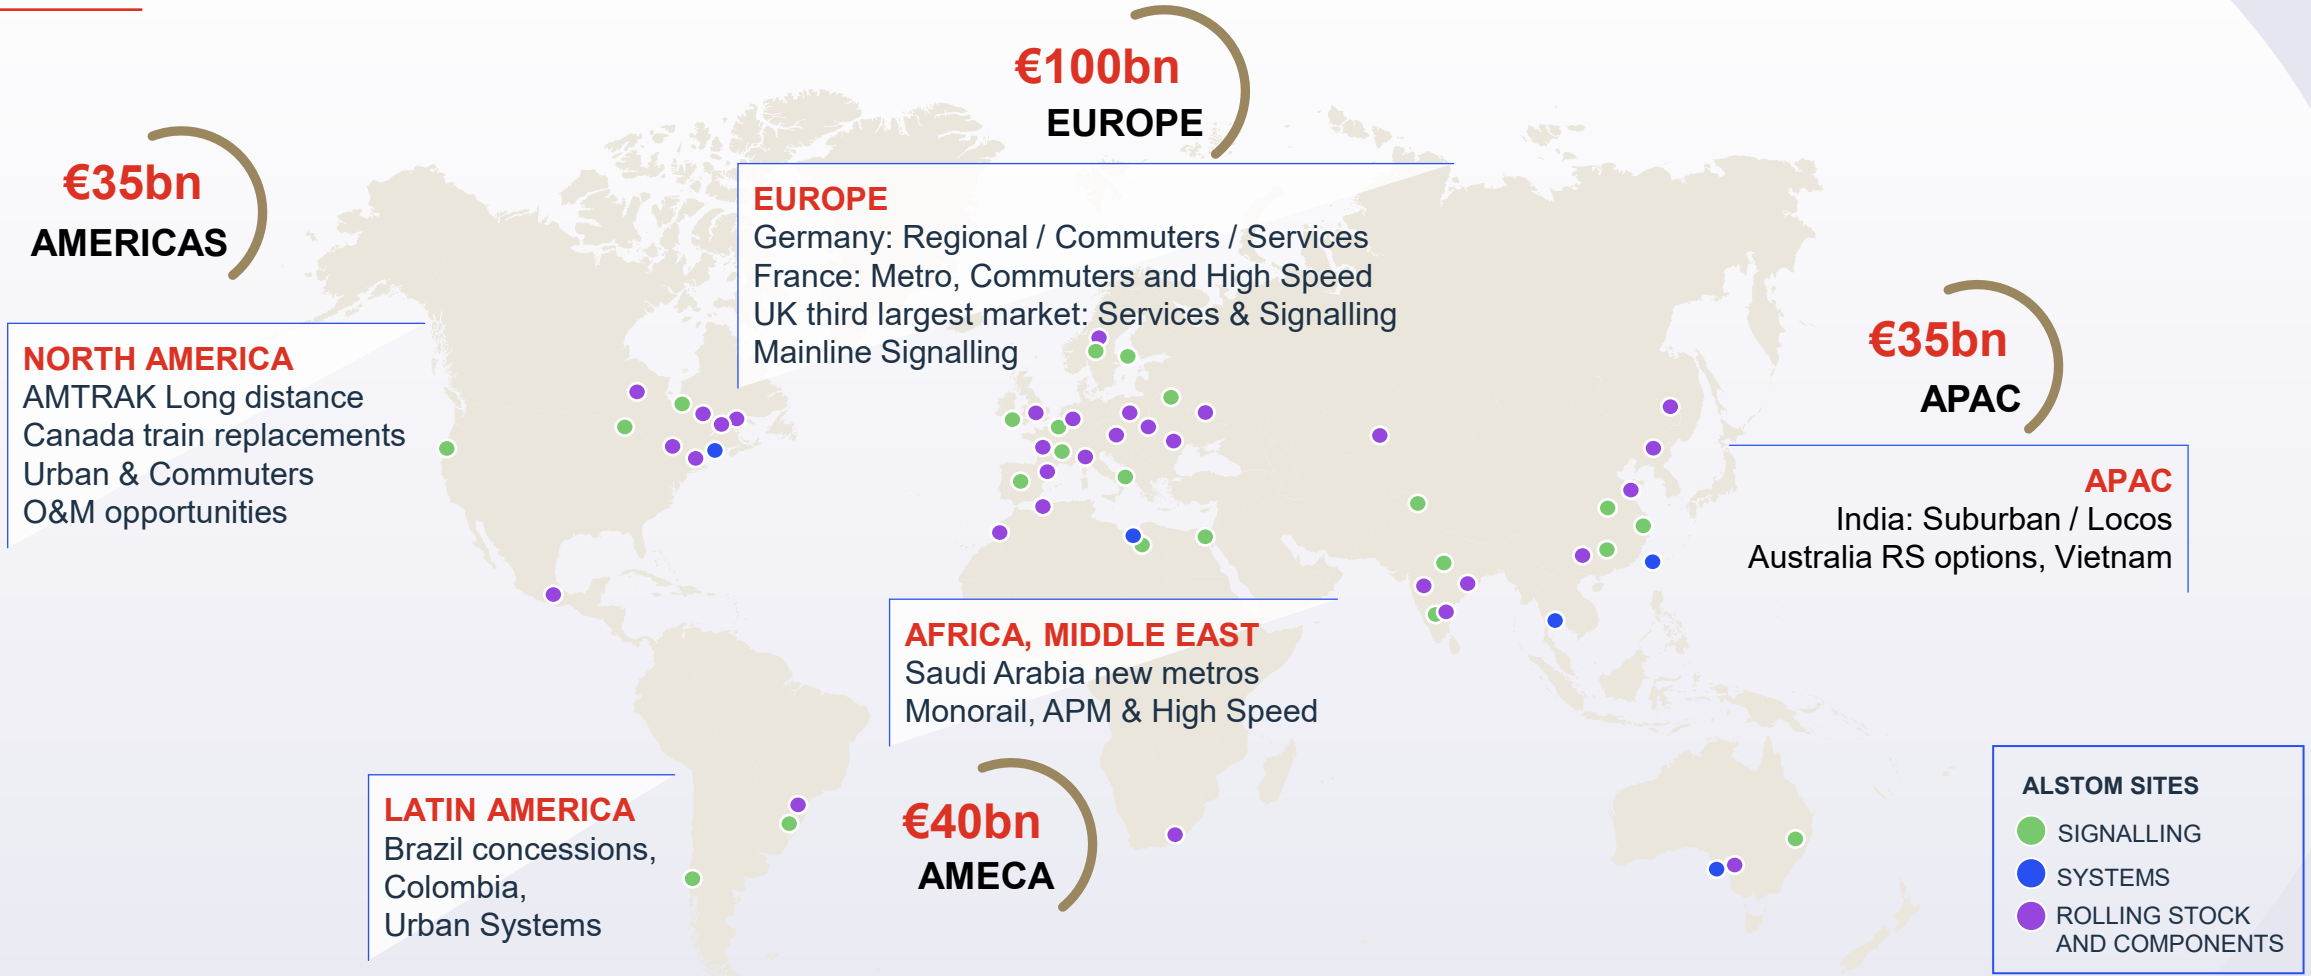 €100bn
EUROPE
€35bn
AMERICAS
EUROPE
Germany: Regional / Commuters / Services
France: Metro, Commuters and High Speed
UK third largest market: Services & Signalling
Mainline Signalling
€35bn
APAC
NORTH AMERICA
AMTRAK Long distance
Canada train replacements
Urban & Commuters
O&M opportunities
APAC
India: Suburban / Locos
Australia RS options, Vietnam
AFRICA, MIDDLE EAST
Saudi Arabia new metros
Monorail, APM & High Speed
LATIN AMERICA
Brazil concessions,
Colombia,
Urban Systems
€40bn
AMECA
ALSTOM SITES
SIGNALLING
SYSTEMS
ROLLING STOCK
AND COMPONENTS